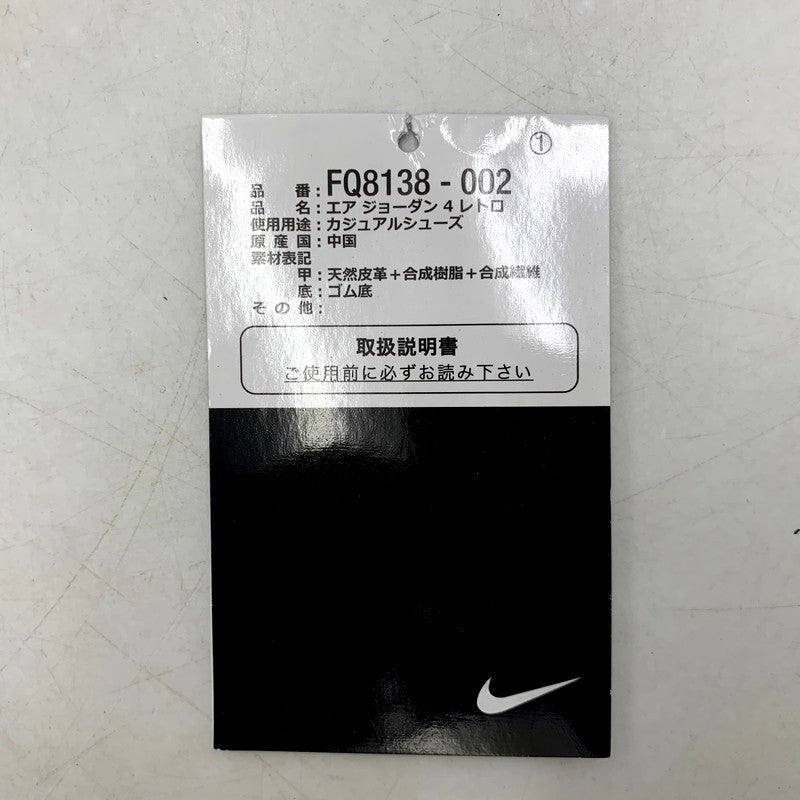 ①
品番:FQ8138 - 002
品名:エア ジョーダン 4 レトロ
使用用途:カジュアルシューズ
原産国:中国
素材表記
甲:天然皮革＋合成樹脂＋合成繊維
底:ゴム底
その他:
取扱説明書
ご使用前に必ずお読み下さい